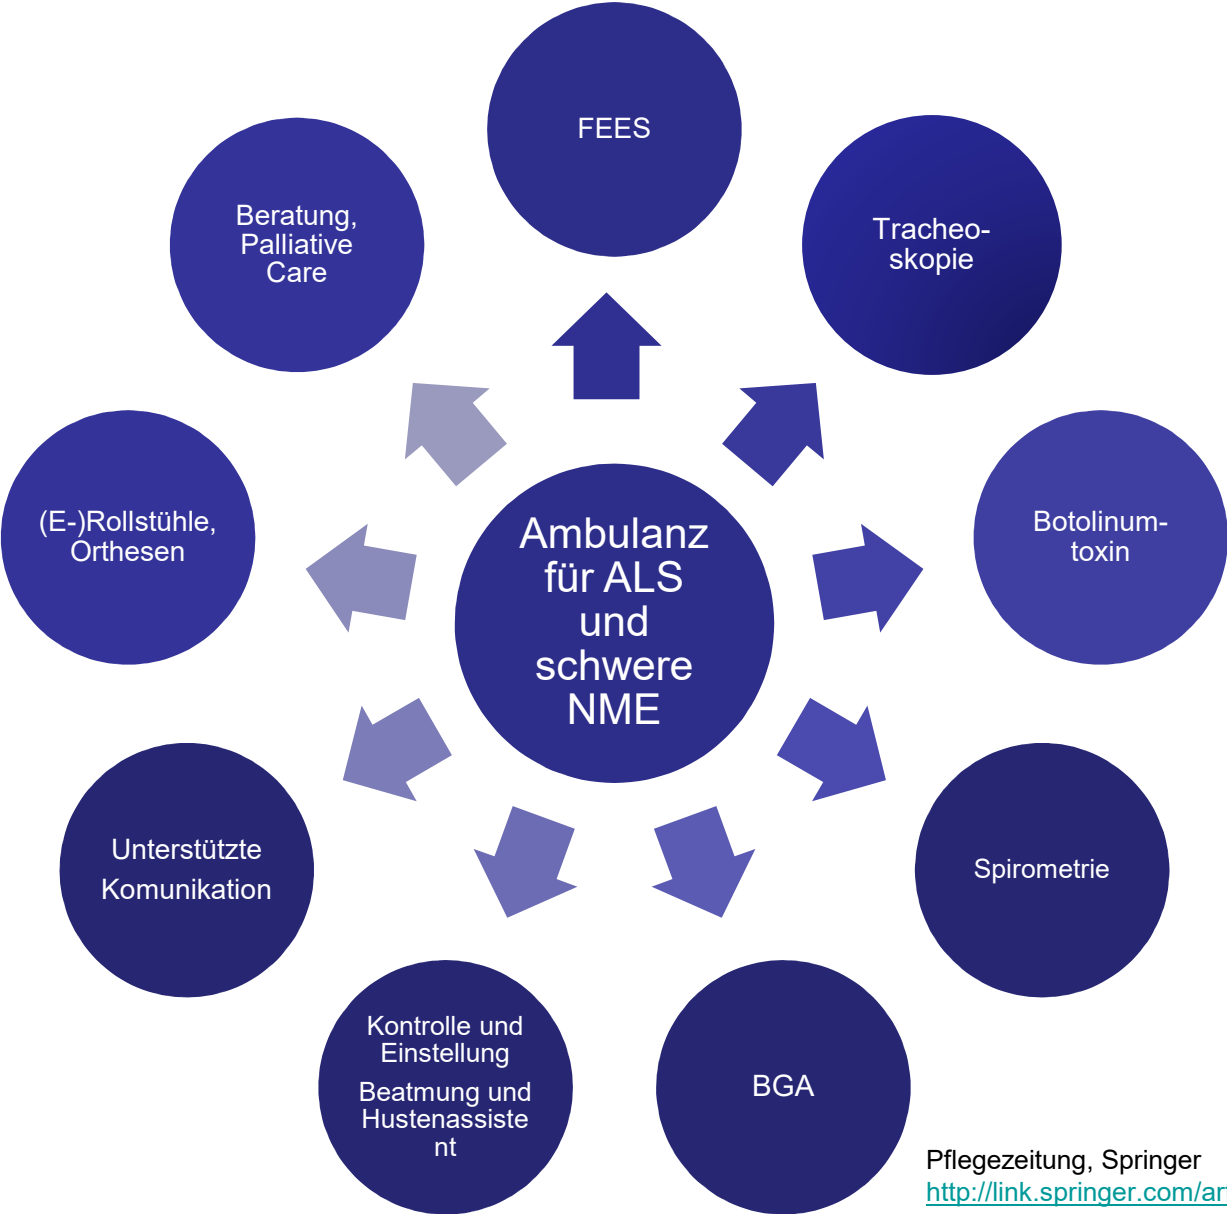 FEES
Beratung,
Palliative
Care
Tracheo-
skopie
(E-)Rollstühle,
Orthesen
Ambulanz
für ALS
und
schwere
NME
Botolinum-
toxin
Unterstützte
Komunikation
Spirometrie
Kontrolle und
Einstellung
Beatmung und
Hustenassiste
nt
BGA
Pflegezeitung, Springer
http://link.springer.com/art